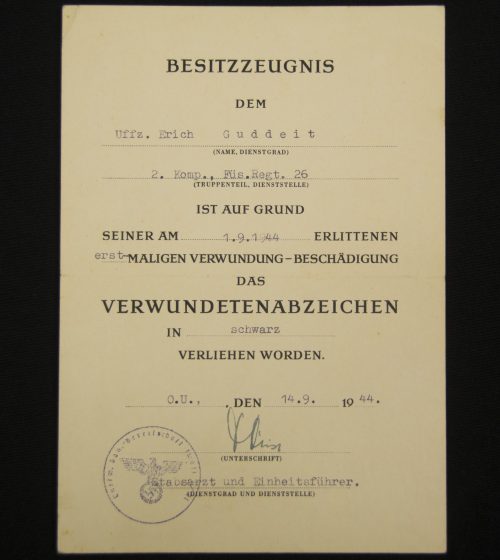 BESITZZEUGNIS
DEM
Uffz. Erich Guddeit
(NAME, DIENSTGRAD)
2. Komp., Füs.Regt. 26
(TRUPPENTEIL, DIENSTSTELLE)
IST AUF GRUND
SEINER AM 1.9.1944 ERLITTENEN
erst-MALIGEN VERWUNDUNG–BESCHÄDIGUNG
DAS
VERWUNDETENABZEICHEN
IN schwarz
VERLIEHEN WORDEN.
O.U., , DEN 14.9. 1944.
(UNTERSCHRIFT)
Stabsarzt und Einheitsführer.
(DIENSTGRAD UND DIENSTSTELLE)